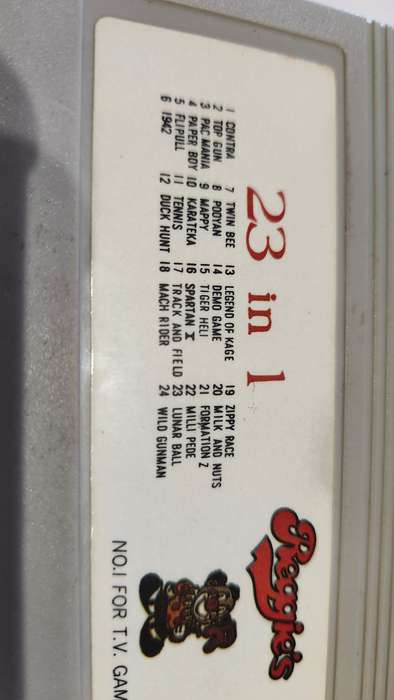 23 in 1
1 CONTRA 7 TWIN BEE 13 LEGEND OF KAGE 19 ZIPPY RACE
2 TOP GUN 8 POOYAN 14 DEMO GAME 20 MILK AND NUTS
3 PAC MANIA 9 MAPPY 15 TIGER HELI 21 FORMATION Z
4 PAPER BOY 10 KARATEKA 16 SPARTAN X 22 MILLI PEDE
5 FLIPULL 11 TENNIS 17 TRACK AND FIELD 23 LUNAR BALL
6 1942 12 DUCK HUNT 18 MACH RIDER 24 WILD GUNMAN
Reggie's
R
NO.1 FOR T.V. GAM